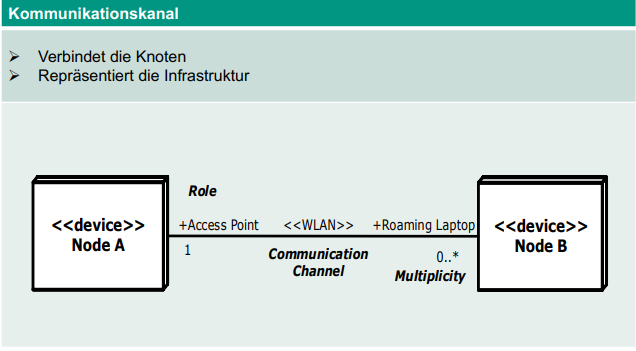 Kommunikationskanal
➢ Verbindet die Knoten
➢ Repräsentiert die Infrastruktur
Role
<<device>>
Node A
+Access Point <<WLAN>> +Roaming Laptop
1
Communication
Channel
0..*
Multiplicity
<<device>>
Node B